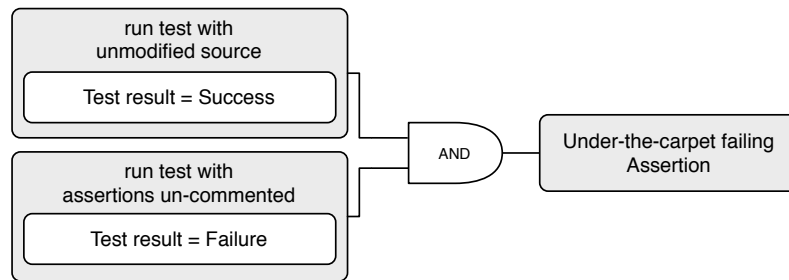 run test with
unmodified source
Test result = Success
run test with
assertions un-commented
Test result = Failure
AND
Under-the-carpet failing
Assertion